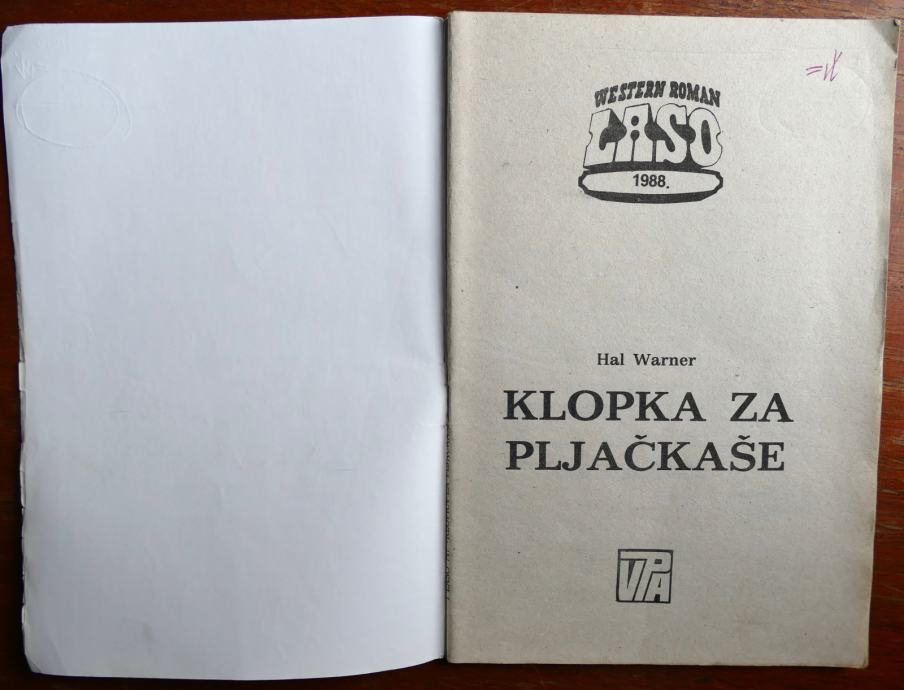 WESTERN ROMAN
LASO
1988.
Hal Warner
KLOPKA ZA
PLJAČKAŠE
VPA